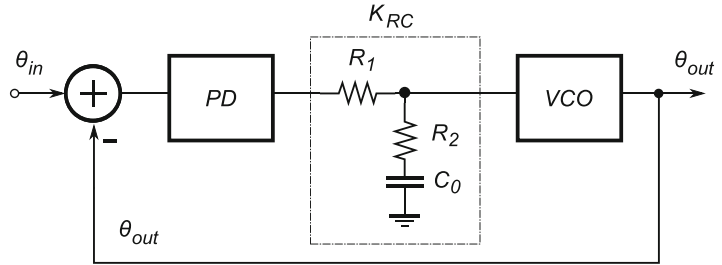 K_RC
θ_in
R_1
θ_out
+
PD
VCO
R_2
−
C_0
θ_out